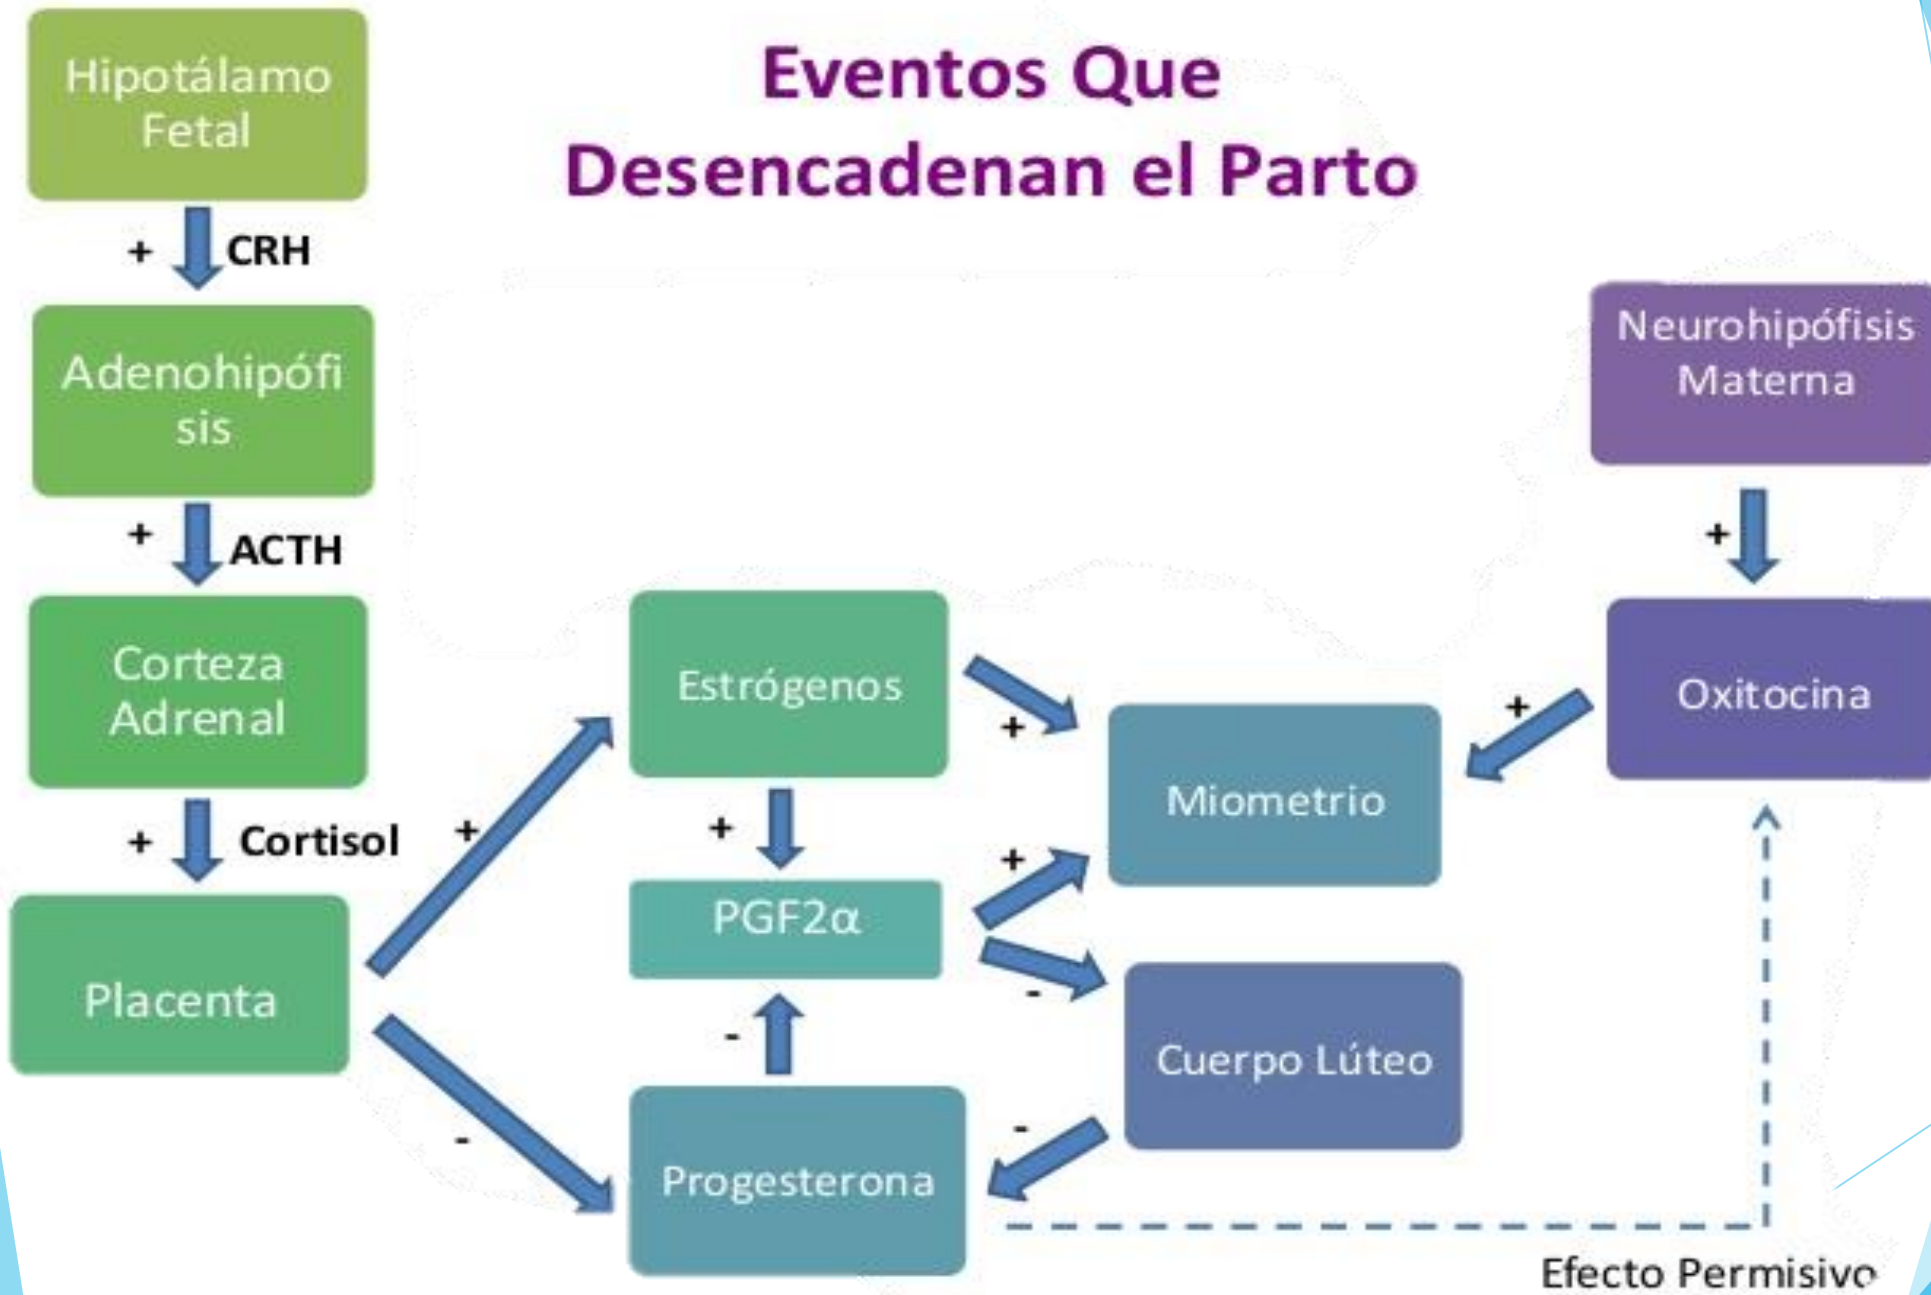 Eventos Que
Desencadenan el Parto
Hipotálamo
Fetal
+
CRH
Adenohipófi
sis
+
ACTH
Corteza
Adrenal
+
Cortisol
Placenta
+
-
Estrógenos
+
+
PGF2α
+
-
-
Progesterona
Miometrio
Cuerpo Lúteo
-
Neurohipófisis
Materna
+
Oxitocina
+
Efecto Permisivo